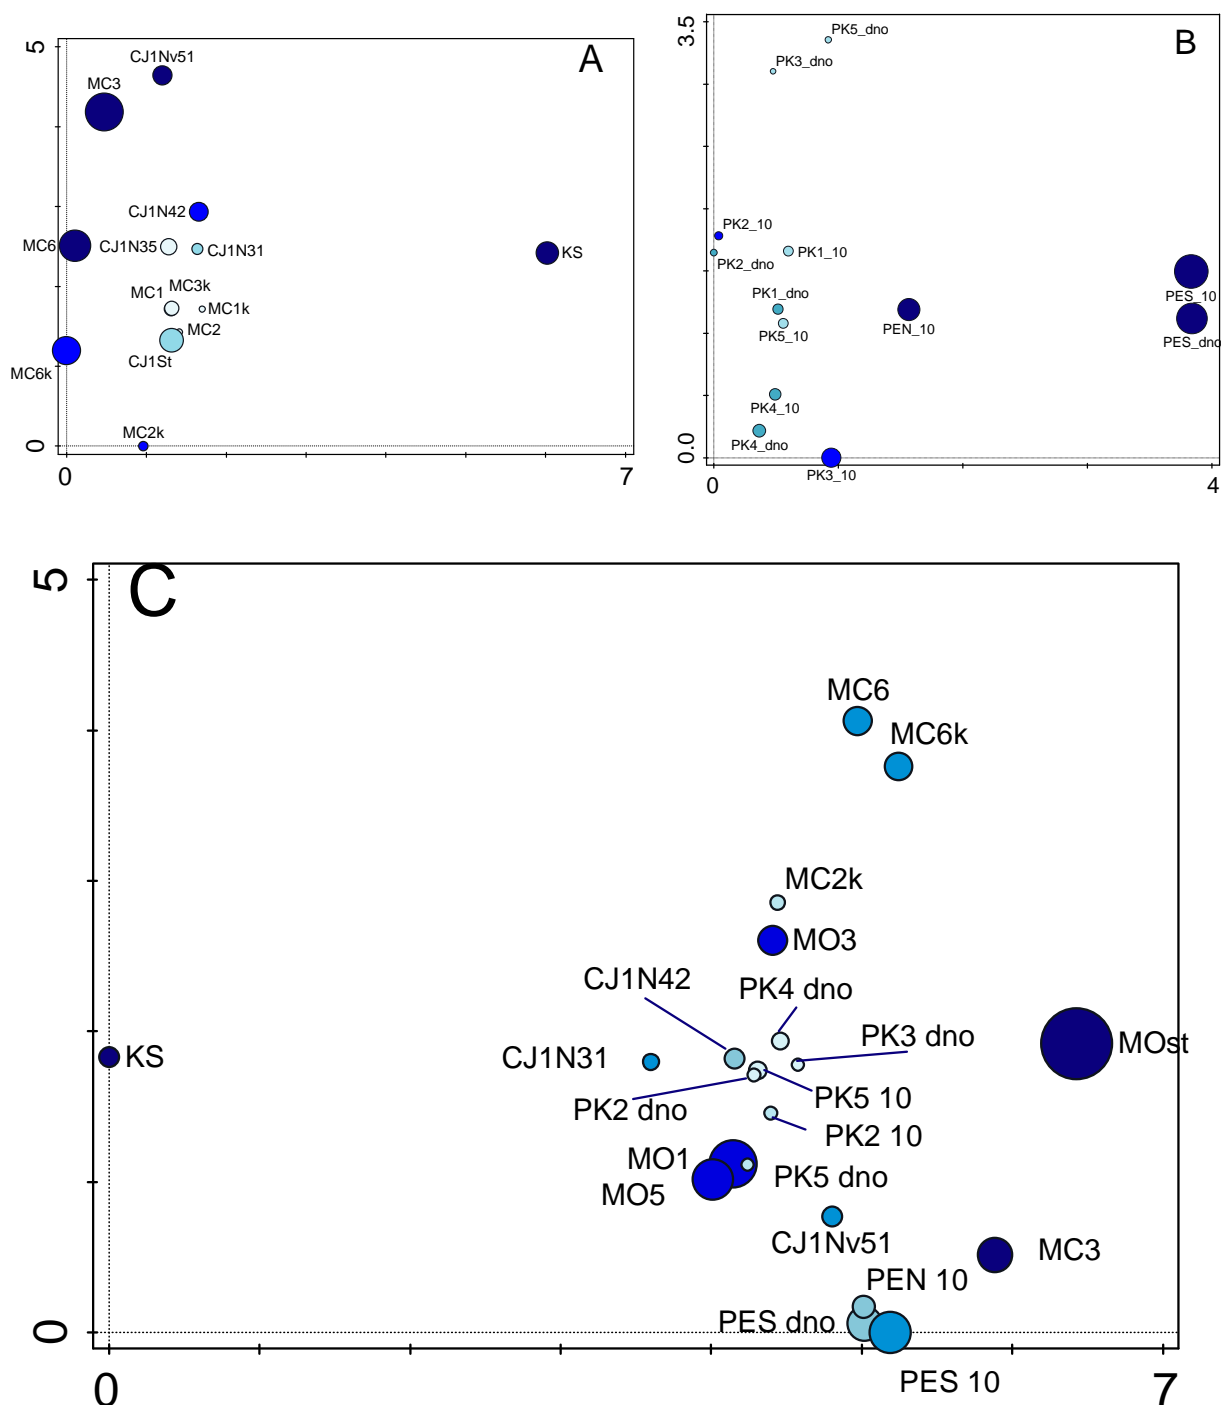 5
A
CJ1Nv51
MC3
CJ1N42
MC6
CJ1N35
CJ1N31
KS
MC3k
MC1
MC1k
MC2
CJ1St
MC6k
MC2k
0
0
7
3.5
B
PK5_dno
PK3_dno
PK2_10
PK2_dno
PK1_10
PK1_dno
PK5_10
PEN_10
PES_10
PES_dno
PK4_10
PK4_dno
PK3_10
0.0
0
4
5
C
MC6
MC6k
MC2k
MO3
CJ1N42
PK4 dno
PK3 dno
MOst
KS
CJ1N31
PK5 10
PK2 dno
PK2 10
MO1
PK5 dno
MO5
CJ1Nv51
MC3
PEN 10
PES dno
0
PES 10
0
7